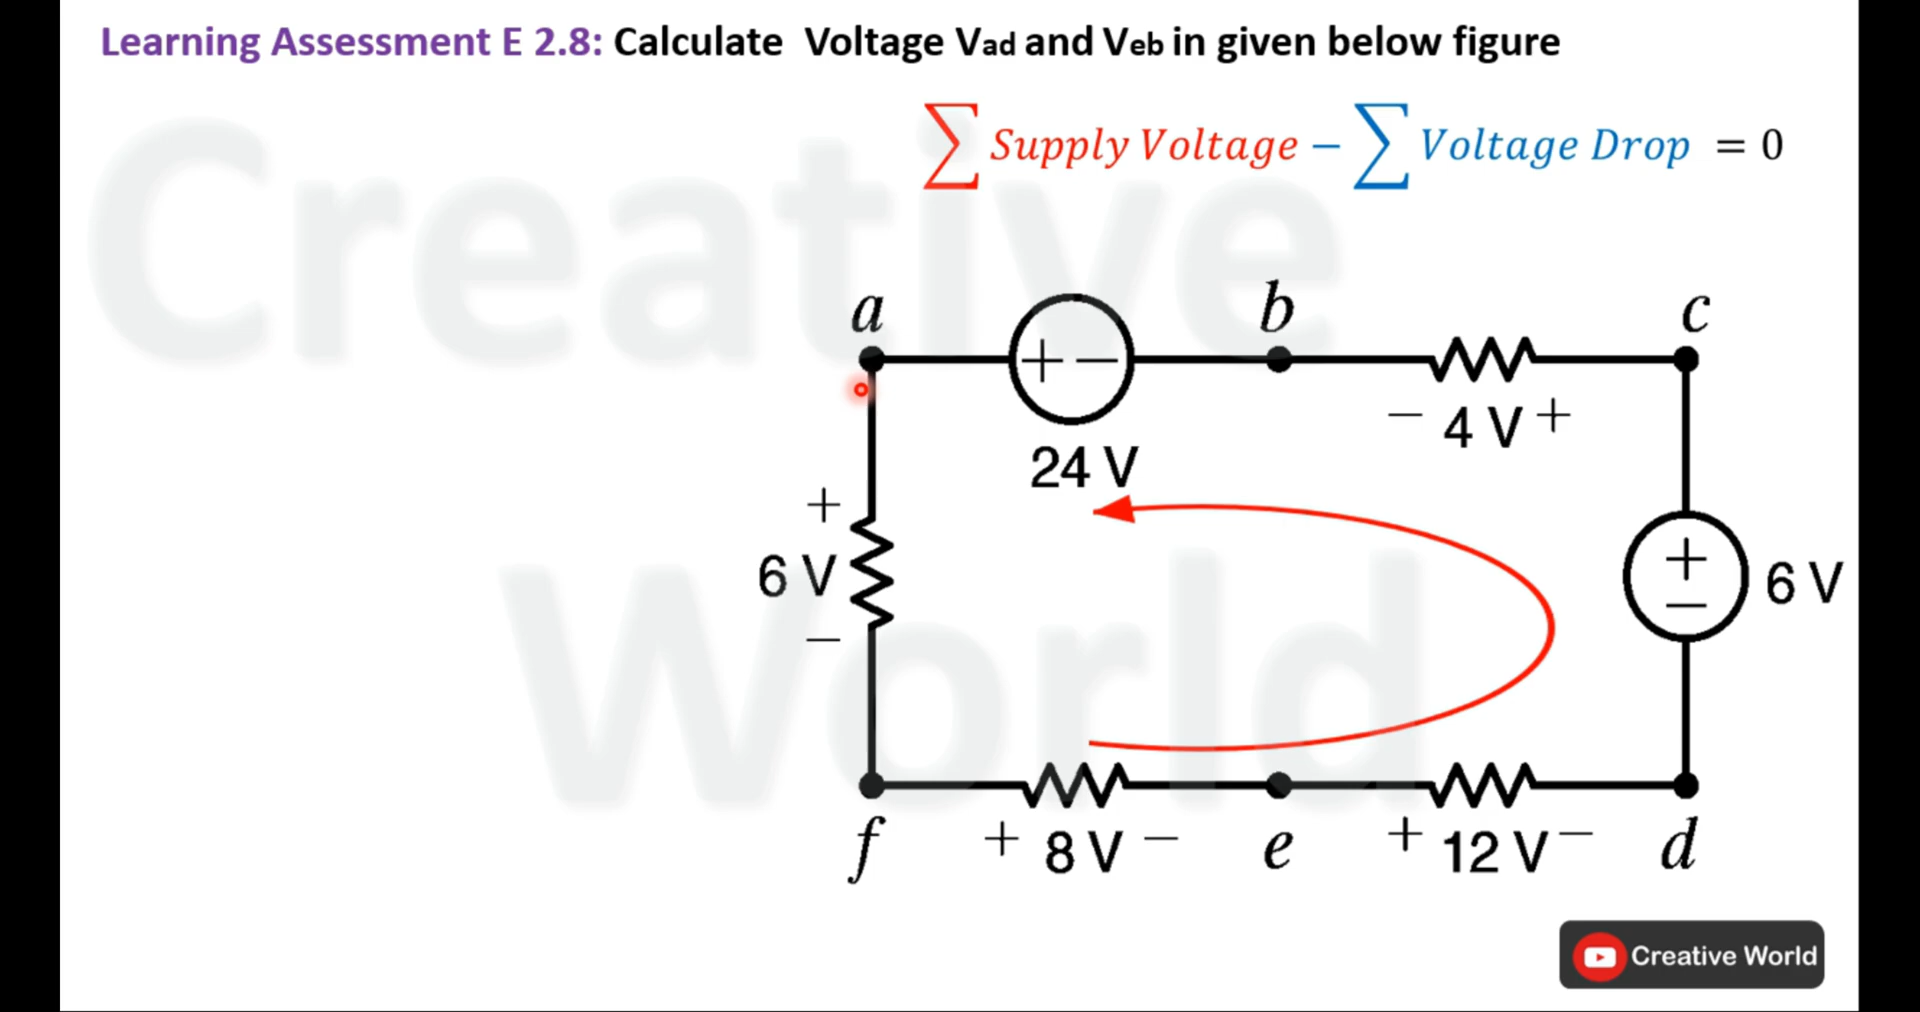 Learning Assessment E 2.8: Calculate Voltage Vad and Veb in given below figure
∑ Supply Voltage − ∑ Voltage Drop = 0
Creative
World
a
b
c
+ −
24 V
− 4 V +
+
6 V
−
+
−
6 V
f
+ 8 V −
e
+ 12 V −
d
Creative World